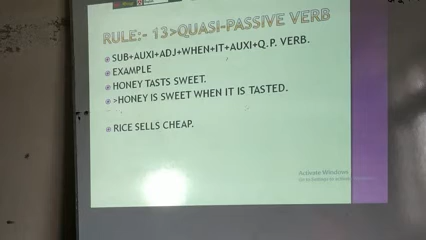 RULE:- 13>QUASI-PASSIVE VERB
SUB+AUXI+ADJ+WHEN+IT+AUXI+Q.P. VERB.
EXAMPLE
HONEY TASTS SWEET.
>HONEY IS SWEET WHEN IT IS TASTED.
RICE SELLS CHEAP.
Activate Windows